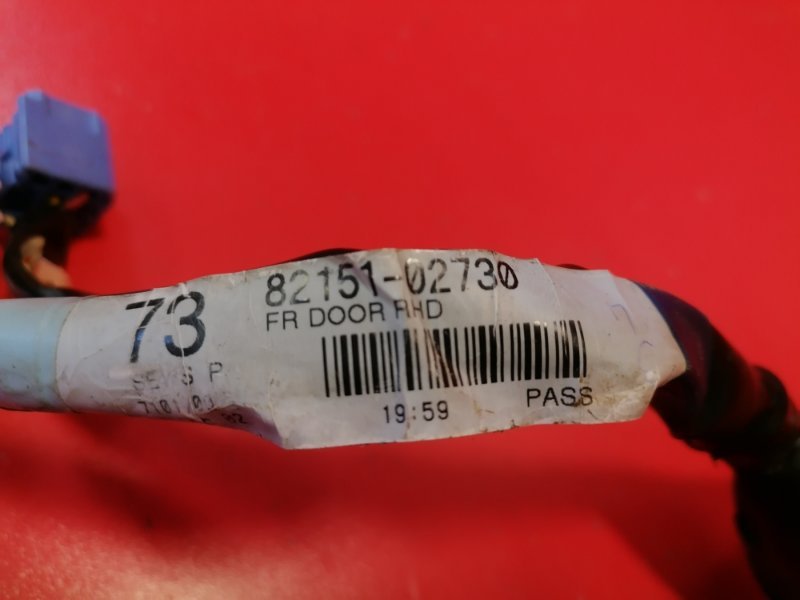 73
82151-02730
FR DOOR RHD
S P
19:59
PASS